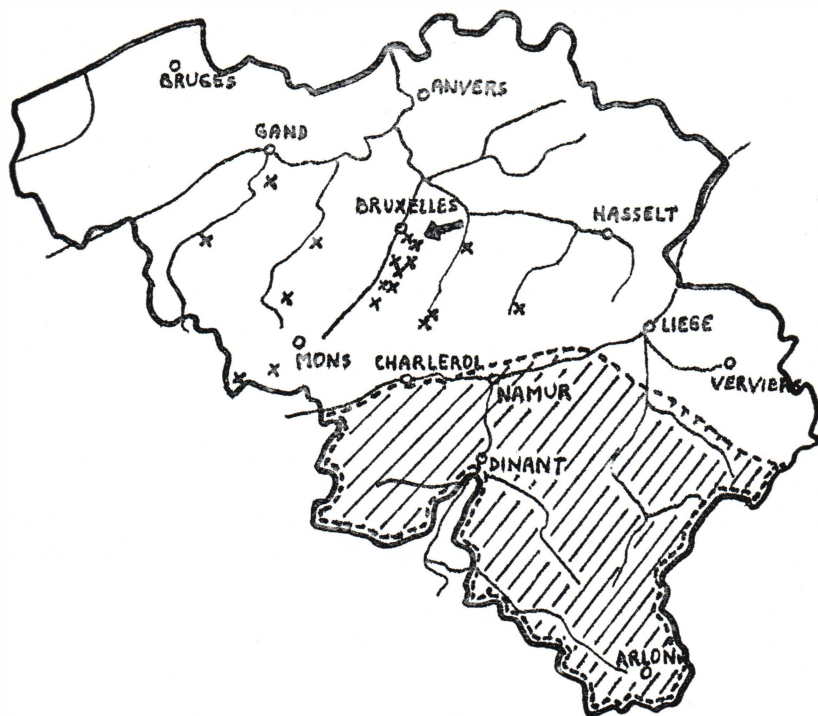 BRUGES
ANVERS
GAND
BRUXELLES
HASSELT
LIEGE
MONS
CHARLEROI
VERVIERS
NAMUR
DINANT
ARLON